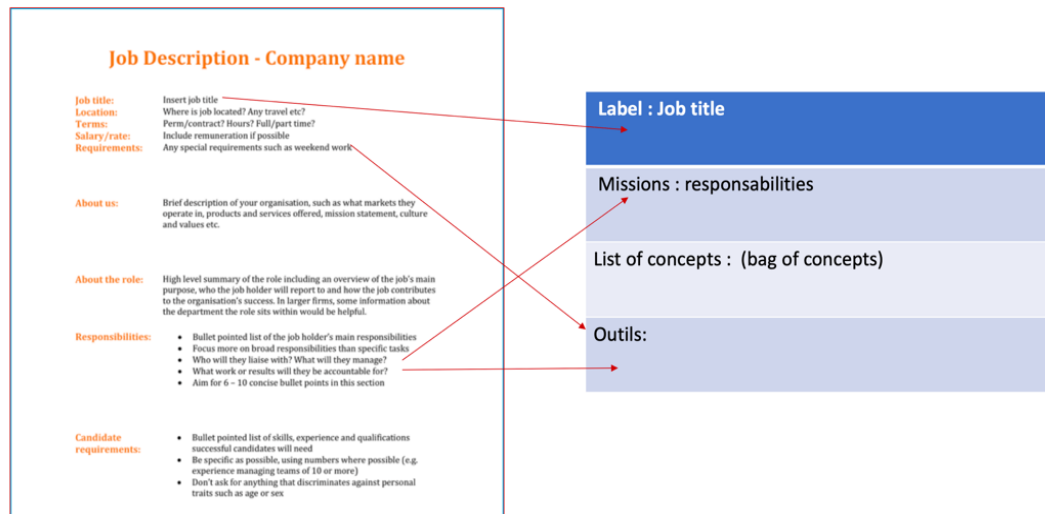 Job Description - Company name
Job title: Insert job title
Location: Where is job located? Any travel etc?
Terms: Perm/contract? Hours? Full/part time?
Salary/rate: Include remuneration if possible
Requirements: Any special requirements such as weekend work
About us: Brief description of your organisation, such as what markets they
operate in, products and services offered, mission statement, culture
and values etc.
About the role: High level summary of the role including an overview of the job's main
purpose, who the job holder will report to and how the job contributes
to the organisation's success. In larger firms, some information about
the department the role sits within would be helpful.
Responsibilities: • Bullet pointed list of the job holder's main responsibilities
• Focus more on broad responsibilities than specific tasks
• Who will they liaise with? What will they manage?
• What work or results will they be accountable for?
• Aim for 6 – 10 concise bullet points in this section
Candidate requirements: • Bullet pointed list of skills, experience and qualifications
successful candidates will need
• Be specific as possible, using numbers where possible (e.g.
experience managing teams of 10 or more)
• Don't ask for anything that discriminates against personal
traits such as age or sex
Label : Job title
Missions : responsabilities
List of concepts : (bag of concepts)
Outils: